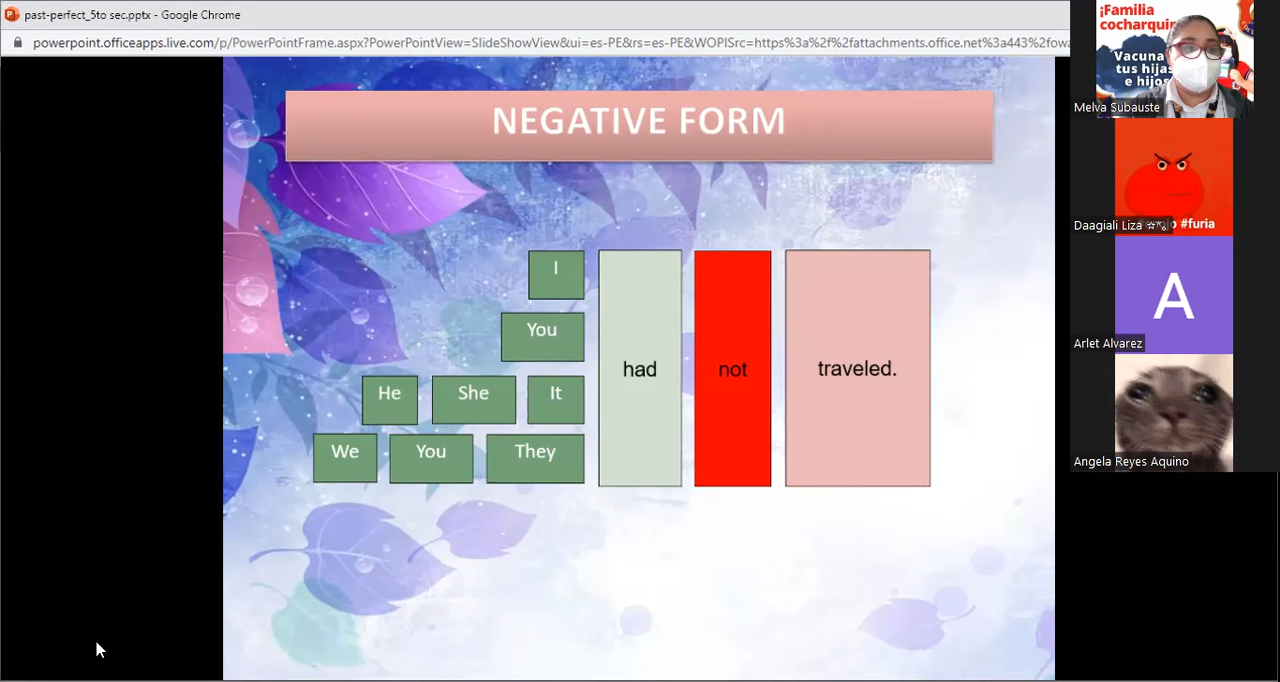 past-perfect_5to sec.pptx - Google Chrome
powerpoint.officeapps.live.com/p/PowerPointFrame.aspx?PowerPointView=SlideShowView&ui=es-PE&rs=es-PE&WOPISrc=https%3a%2f%2fattachments.office.net%3a443%2fowa
NEGATIVE FORM
I
You
He She It
We You They
had
not
traveled.
¡Familia
cocharqui
Vacuna
tus hijas
e hijos
Melva Subauste
#furia
Daagiali Liza
A
Arlet Alvarez
Angela Reyes Aquino